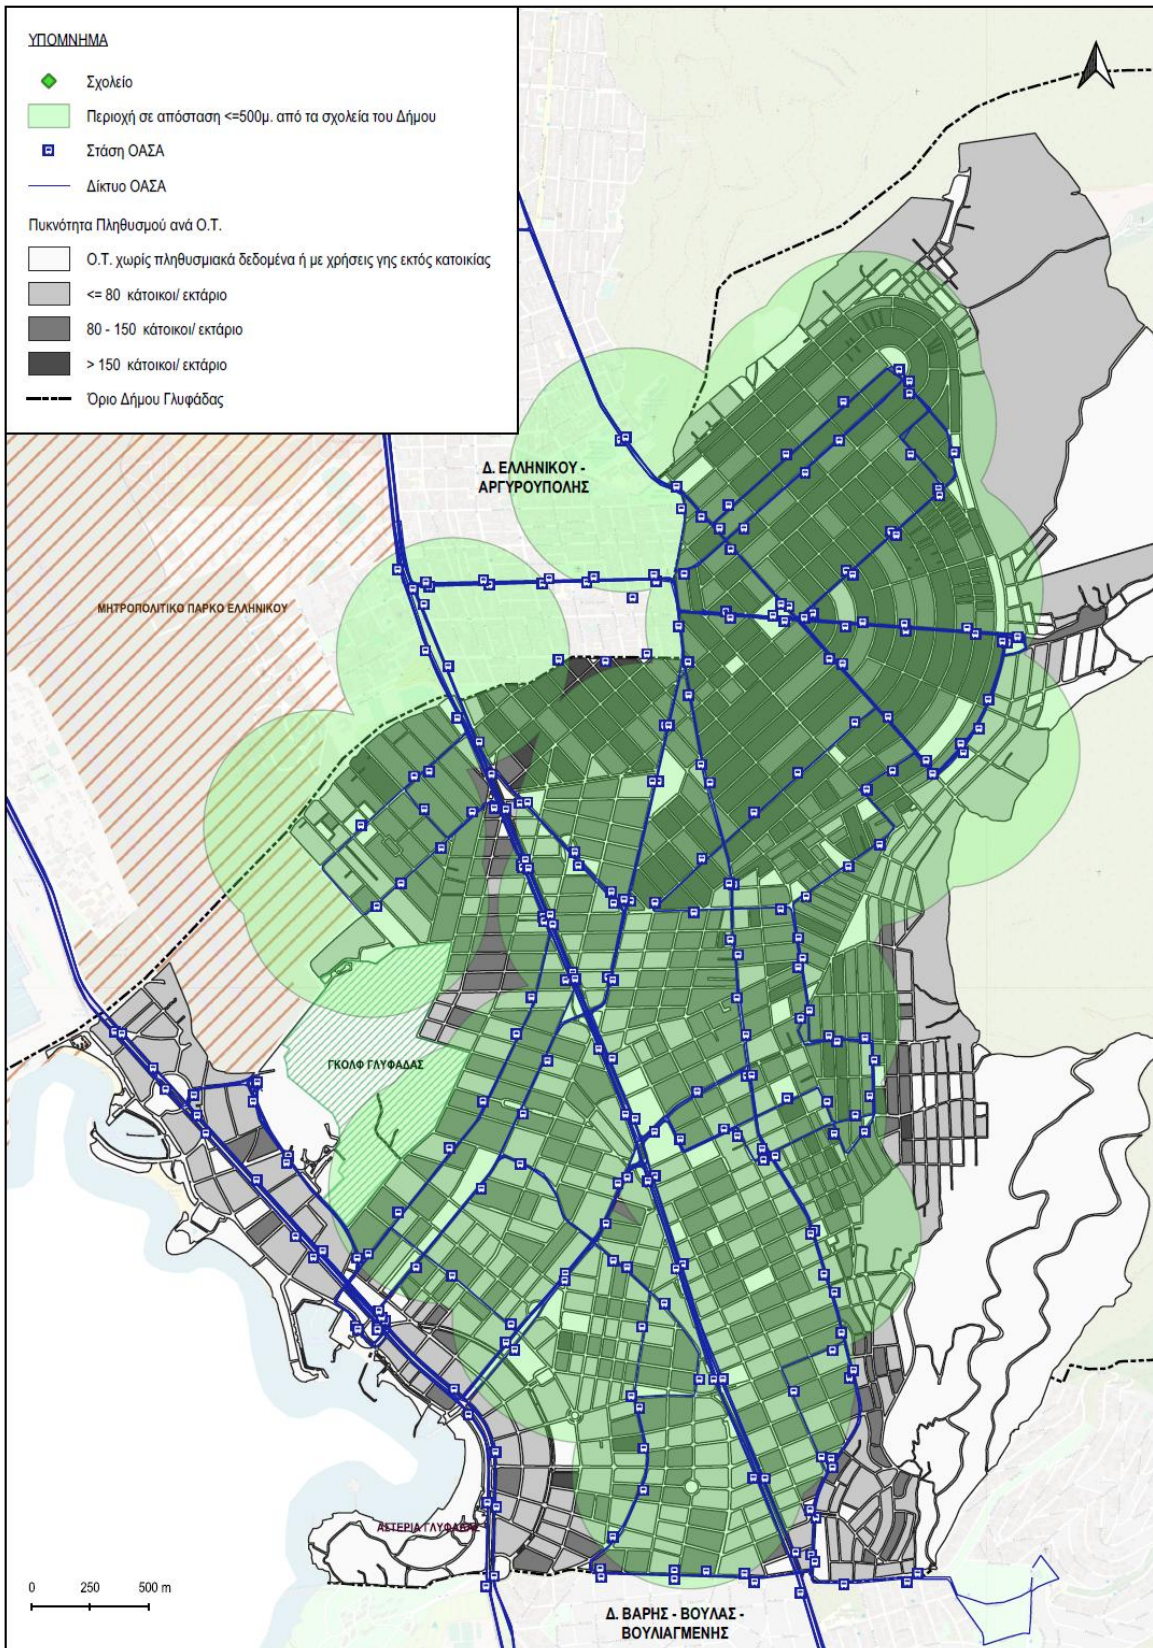 ΥΠΟΜΝΗΜΑ
Σχολείο
Περιοχή σε απόσταση <=500μ. από τα σχολεία του Δήμου
Στάση ΟΑΣΑ
Δίκτυο ΟΑΣΑ
Πυκνότητα Πληθυσμού ανά Ο.Τ.
Ο.Τ. χωρίς πληθυσμιακά δεδομένα ή με χρήσεις γης εκτός κατοικίας
<= 80 κάτοικοι/ εκτάριο
80 - 150 κάτοικοι/ εκτάριο
> 150 κάτοικοι/ εκτάριο
Όριο Δήμου Γλυφάδας
Δ. ΕΛΛΗΝΙΚΟΥ -
ΑΡΓΥΡΟΥΠΟΛΗΣ
ΜΗΤΡΟΠΟΛΙΤΙΚΟ ΠΑΡΚΟ ΕΛΛΗΝΙΚΟΥ
ΓΚΟΛΦ ΓΛΥΦΑΔΑΣ
ΑΣΤΕΡΙΑ ΓΛΥΦΑΔΑΣ
0 250 500 m
Δ. ΒΑΡΗΣ - ΒΟΥΛΑΣ -
ΒΟΥΛΙΑΓΜΕΝΗΣ